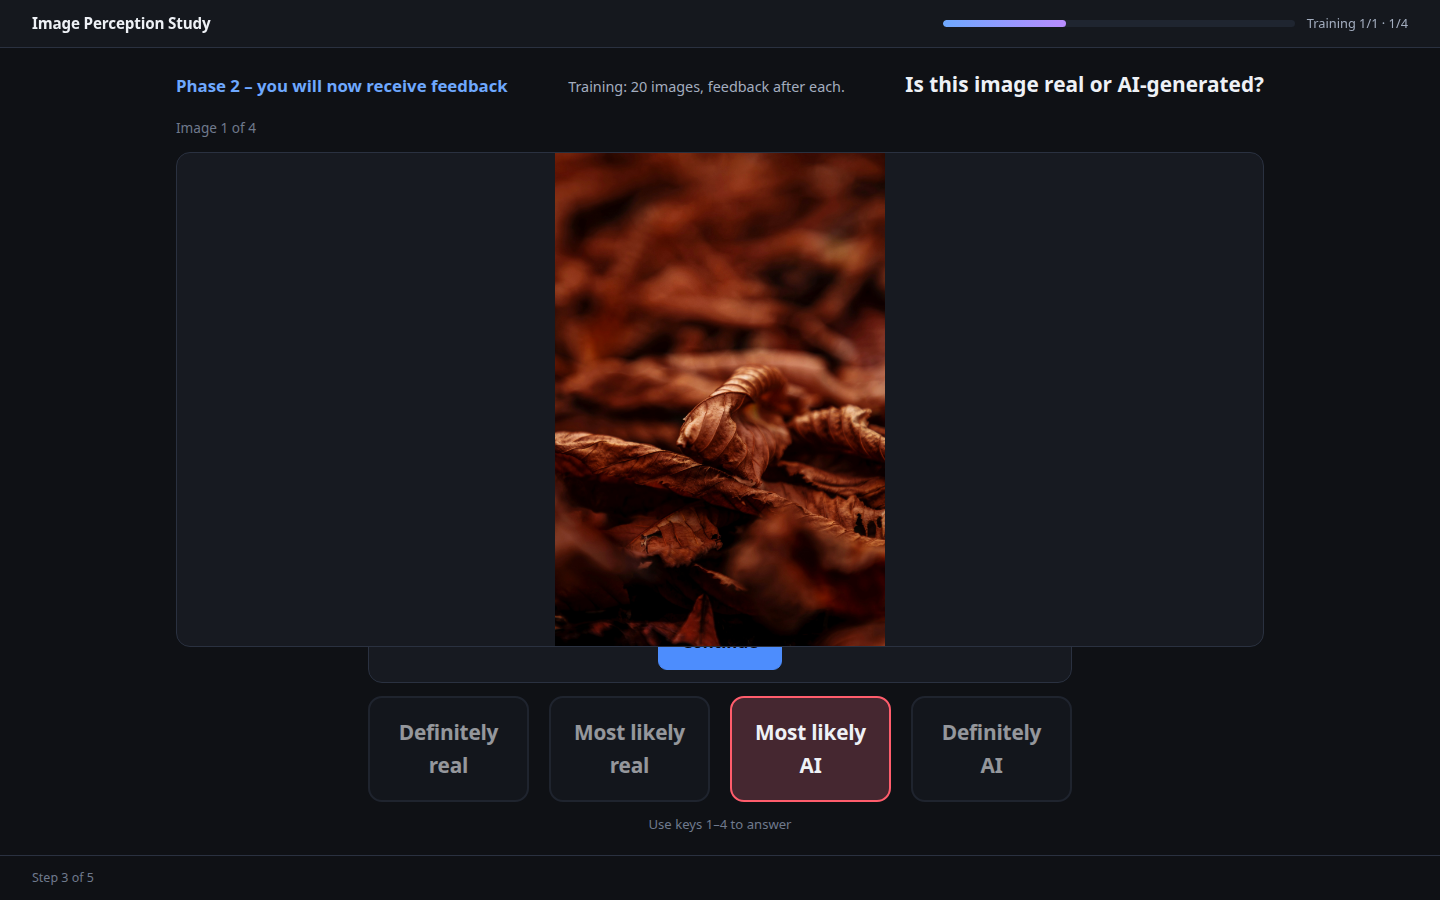 Image Perception Study
Training 1/1 · 1/4
Phase 2 – you will now receive feedback
Training: 20 images, feedback after each.
Is this image real or AI-generated?
Image 1 of 4
Definitely
real
Most likely
real
Most likely
AI
Definitely
AI
Use keys 1–4 to answer
Step 3 of 5